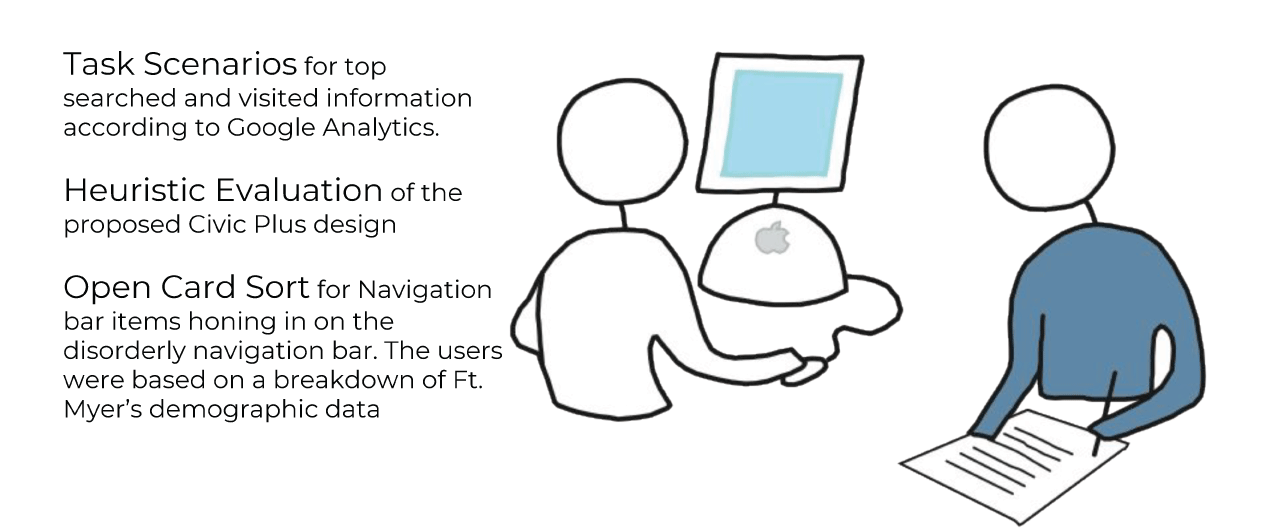 Task Scenarios for top
searched and visited information
according to Google Analytics.
Heuristic Evaluation of the
proposed Civic Plus design
Open Card Sort for Navigation
bar items honing in on the
disorderly navigation bar. The users
were based on a breakdown of Ft.
Myer’s demographic data